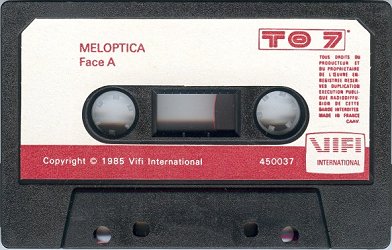 MELOPTICA
Face A
TO 7
TOUS DROITS DU
PRODUCTEUR ET
DU PROPRIETAIRE
DE L'ŒUVRE EN-
REGISTREE RESER-
VES DUPLICATION
EXECUTION PUBLI-
QUE RADIODIFFU-
SION DE CETTE
BANDE INTERDITES
MADE IN FRANCE
VIFI
INTERNATIONAL
Copyright © 1985 Vifi International
450037